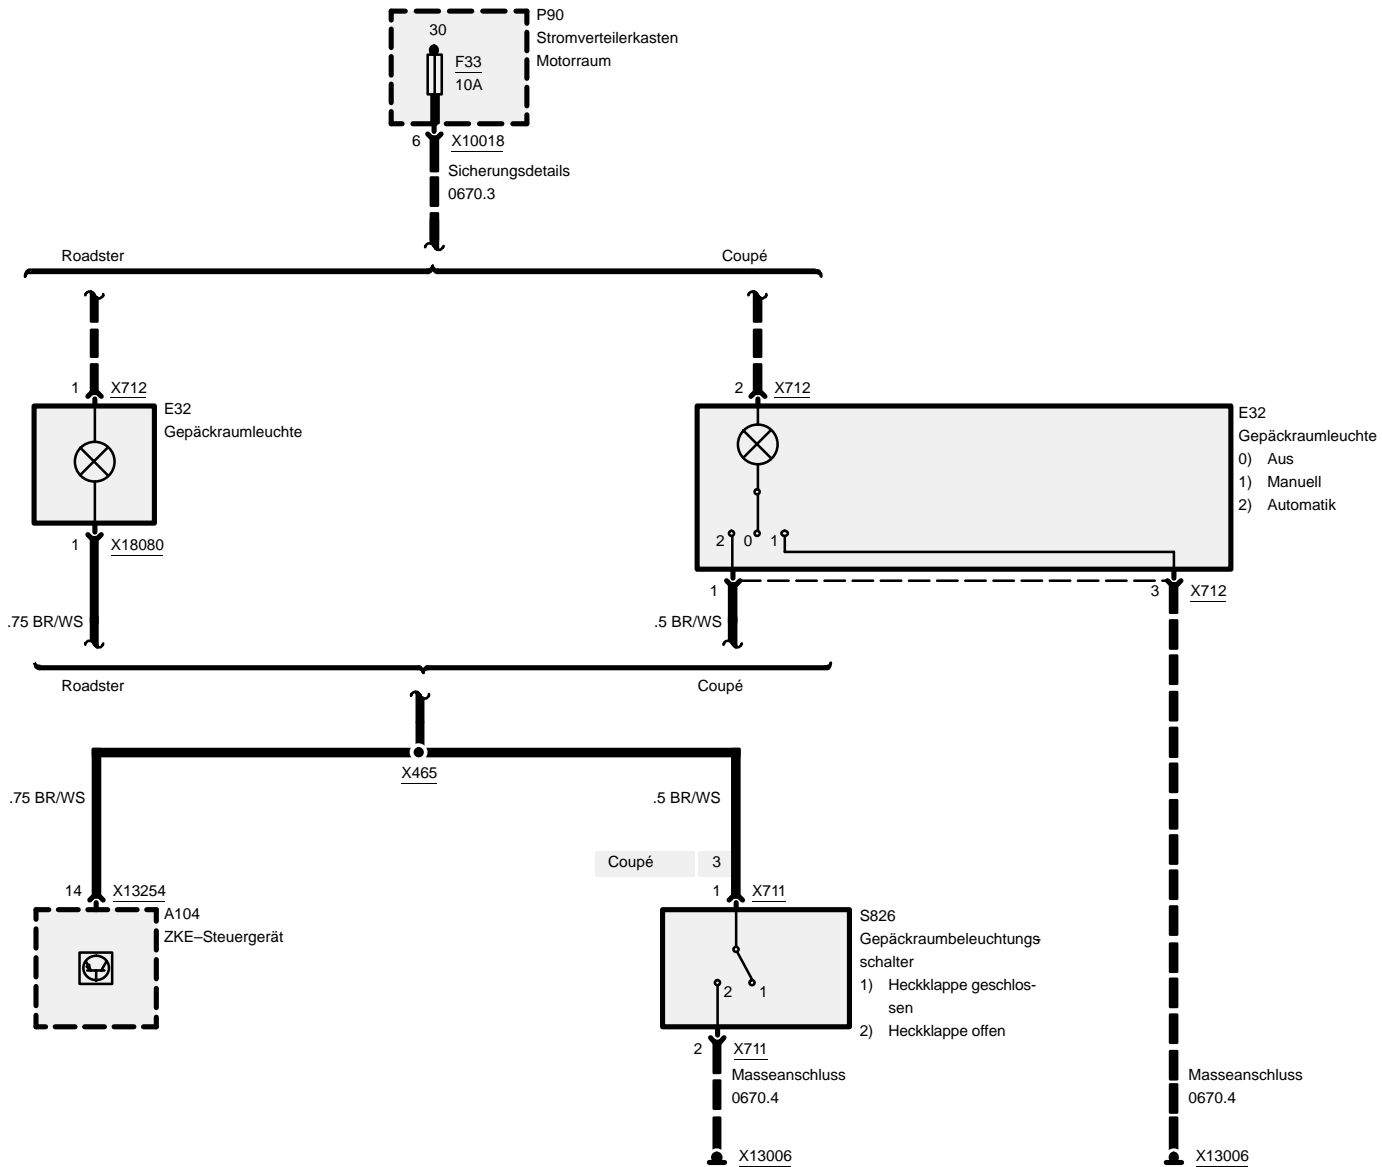 P90
Stromverteilerkasten
Motorraum
30
F33
10A
6 X10018
Sicherungsdetails
0670.3
Roadster
Coupé
1 X712
E32
Gepäckraumleuchte
1 X18080
.75 BR/WS
2 X712
E32
Gepäckraumleuchte
0) Aus
1) Manuell
2) Automatik
2 0 1
1
3 X712
.5 BR/WS
Roadster
Coupé
X465
.75 BR/WS
.5 BR/WS
Coupé 3
14 X13254
A104
ZKE–Steuergerät
1 X711
S826
Gepäckraumbeleuchtungs-
schalter
1) Heckklappe geschlos-
sen
2) Heckklappe offen
2 1
2 X711
Masseanschluss
0670.4
X13006
Masseanschluss
0670.4
X13006